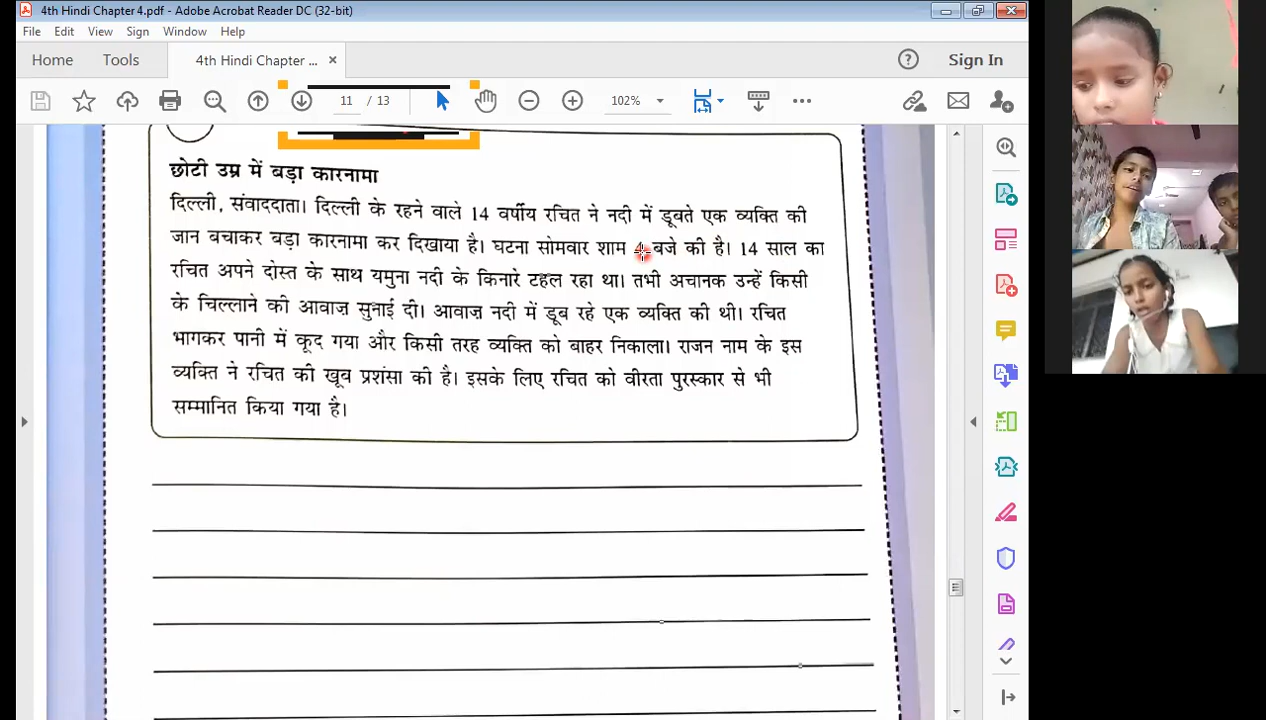 4th Hindi Chapter 4.pdf - Adobe Acrobat Reader DC (32-bit)
File Edit View Sign Window Help
Home Tools 4th Hindi Chapter ... × Sign In
11 / 13 102%
छोटी उम्र में बड़ा कारनामा
दिल्ली, संवाददाता। दिल्ली के रहने वाले 14 वर्षीय रचित ने नदी में डूबते एक व्यक्ति की
जान बचाकर बड़ा कारनामा कर दिखाया है। घटना सोमवार शाम 4 बजे की है। 14 साल का
रचित अपने दोस्त के साथ यमुना नदी के किनारे टहल रहा था। तभी अचानक उन्हें किसी
के चिल्लाने की आवाज़ सुनाई दी। आवाज़ नदी में डूब रहे एक व्यक्ति की थी। रचित
भागकर पानी में कूद गया और किसी तरह व्यक्ति को बाहर निकाला। राजन नाम के इस
व्यक्ति ने रचित की खूब प्रशंसा की है। इसके लिए रचित को वीरता पुरस्कार से भी
सम्मानित किया गया है।